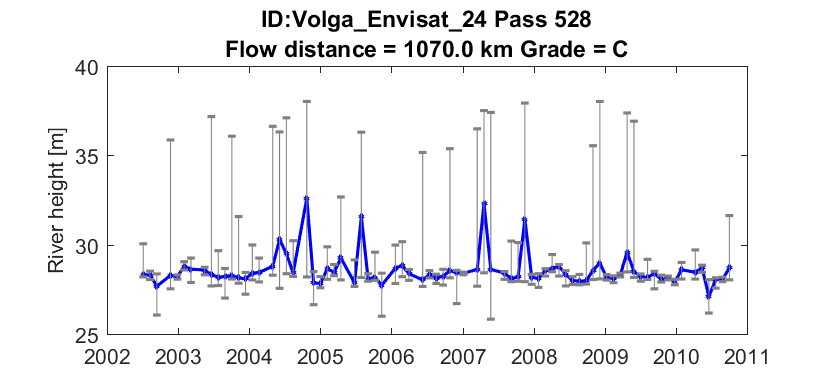 ID:Volga_Envisat_24 Pass 528
Flow distance = 1070.0 km Grade = C
40
35
30
25
River height [m]
2002 2003 2004 2005 2006 2007 2008 2009 2010 2011